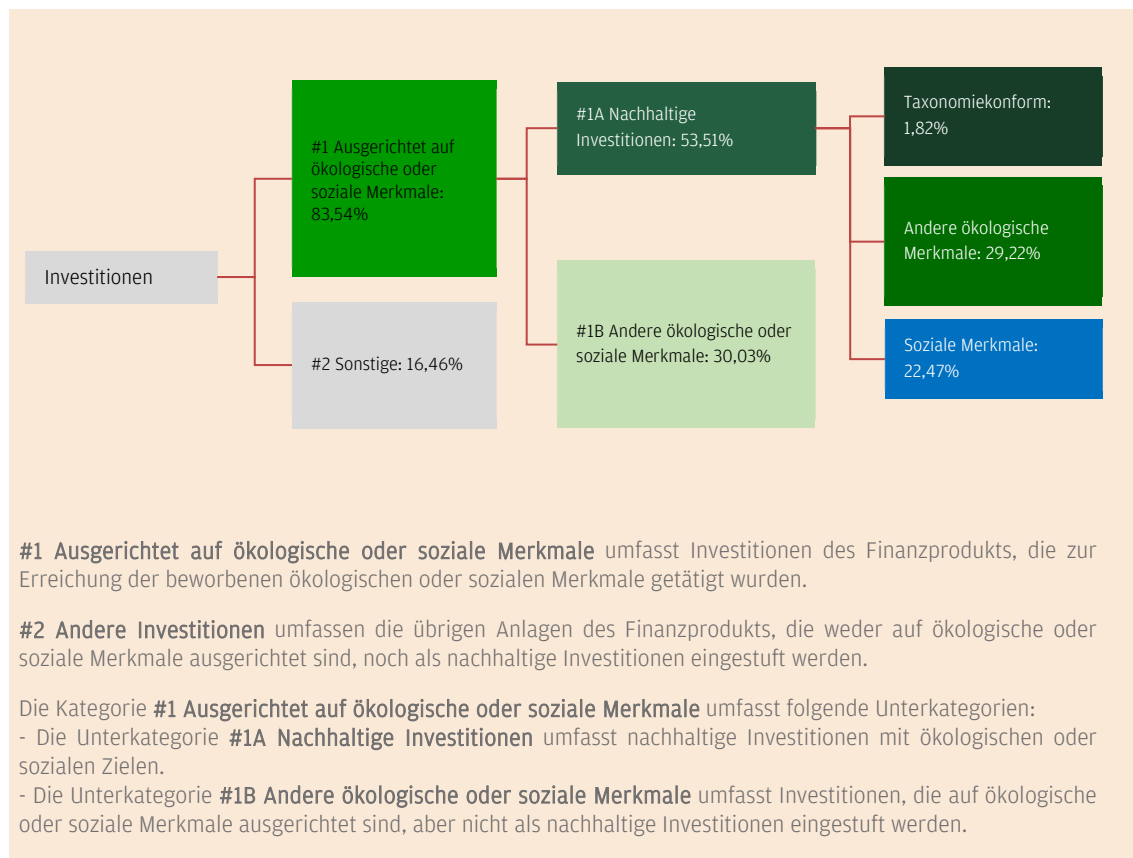 Investitionen
#1 Ausgerichtet auf
ökologische oder
soziale Merkmale:
83,54%
#2 Sonstige: 16,46%
#1A Nachhaltige
Investitionen: 53,51%
#1B Andere ökologische oder
soziale Merkmale: 30,03%
Taxonomiekonform:
1,82%
Andere ökologische
Merkmale: 29,22%
Soziale Merkmale:
22,47%
#1 Ausgerichtet auf ökologische oder soziale Merkmale umfasst Investitionen des Finanzprodukts, die zur
Erreichung der beworbenen ökologischen oder sozialen Merkmale getätigt wurden.
#2 Andere Investitionen umfassen die übrigen Anlagen des Finanzprodukts, die weder auf ökologische oder
soziale Merkmale ausgerichtet sind, noch als nachhaltige Investitionen eingestuft werden.
Die Kategorie #1 Ausgerichtet auf ökologische oder soziale Merkmale umfasst folgende Unterkategorien:
- Die Unterkategorie #1A Nachhaltige Investitionen umfasst nachhaltige Investitionen mit ökologischen oder
sozialen Zielen.
- Die Unterkategorie #1B Andere ökologische oder soziale Merkmale umfasst Investitionen, die auf ökologische
oder soziale Merkmale ausgerichtet sind, aber nicht als nachhaltige Investitionen eingestuft werden.